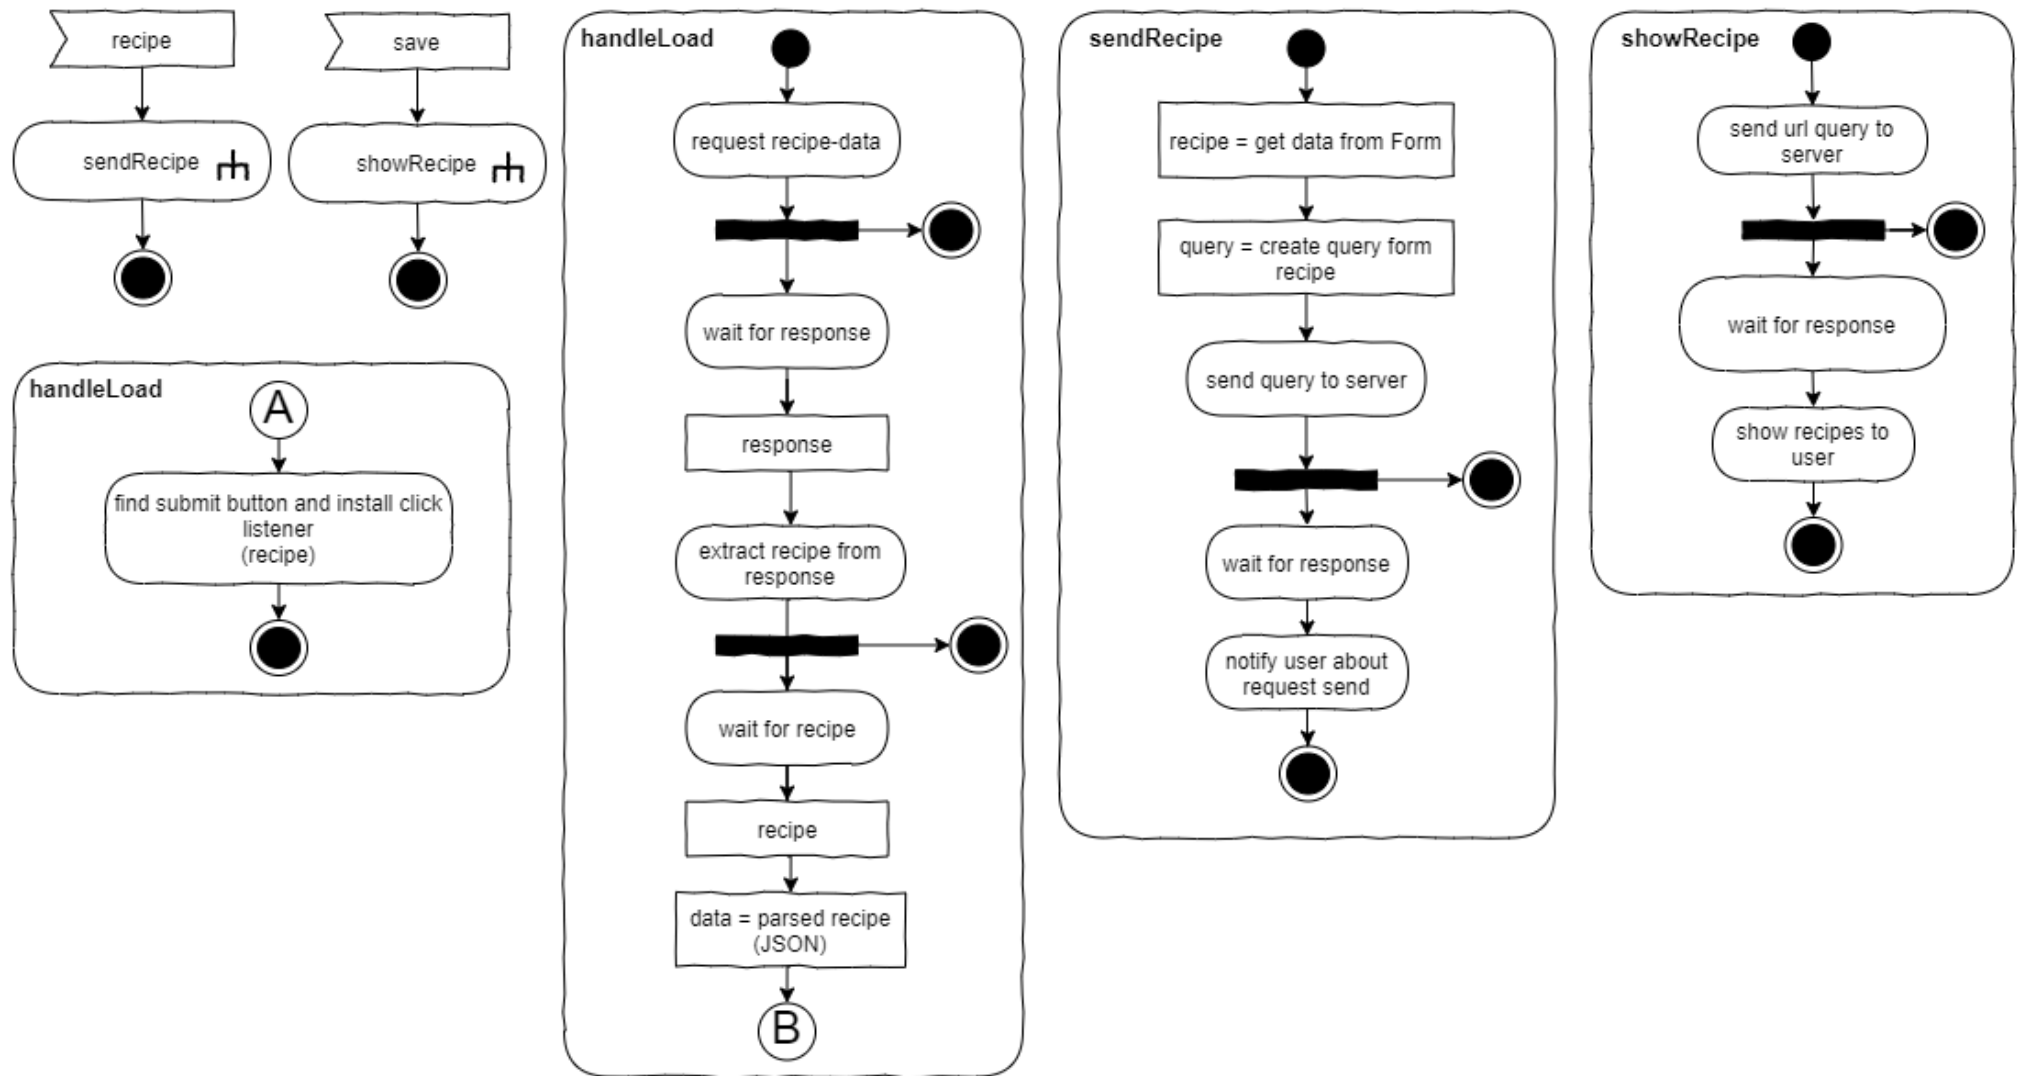 recipe
sendRecipe
save
showRecipe
handleLoad
A
find submit button and install click
listener
(recipe)
handleLoad
request recipe-data
wait for response
response
extract recipe from
response
wait for recipe
recipe
data = parsed recipe
(JSON)
B
sendRecipe
recipe = get data from Form
query = create query form
recipe
send query to server
wait for response
notify user about
request send
showRecipe
send url query to
server
wait for response
show recipes to
user